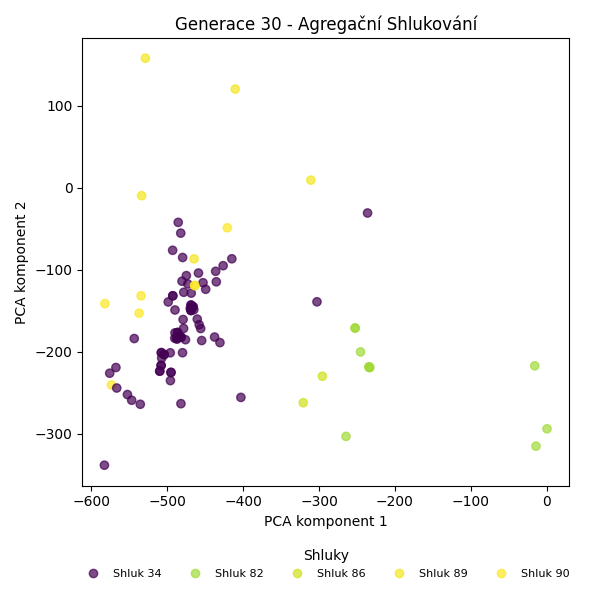 Generace 30 - Agregační Shlukování
100
0
−100
−200
−300
PCA komponent 2
−600 −500 −400 −300 −200 −100 0
PCA komponent 1
Shluky
Shluk 34 Shluk 82 Shluk 86 Shluk 89 Shluk 90